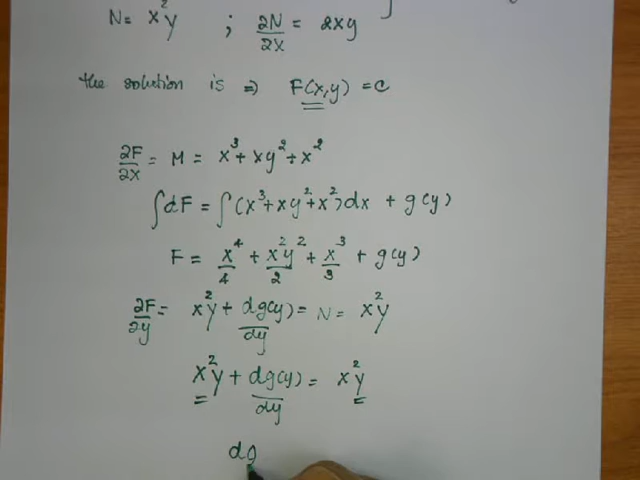 N = x²y ; ∂N/∂x = 2xy }
the solution is ⇒ F(x,y) = c
∂F/∂x = M = x³ + xy² + x²
∫dF = ∫(x³ + xy² + x²)dx + g(y)
F = x⁴/4 + x²y²/2 + x³/3 + g(y)
∂F/∂y = x²y + dg(y)/dy = N = x²y
x²y + dg(y)/dy = x²y
dg